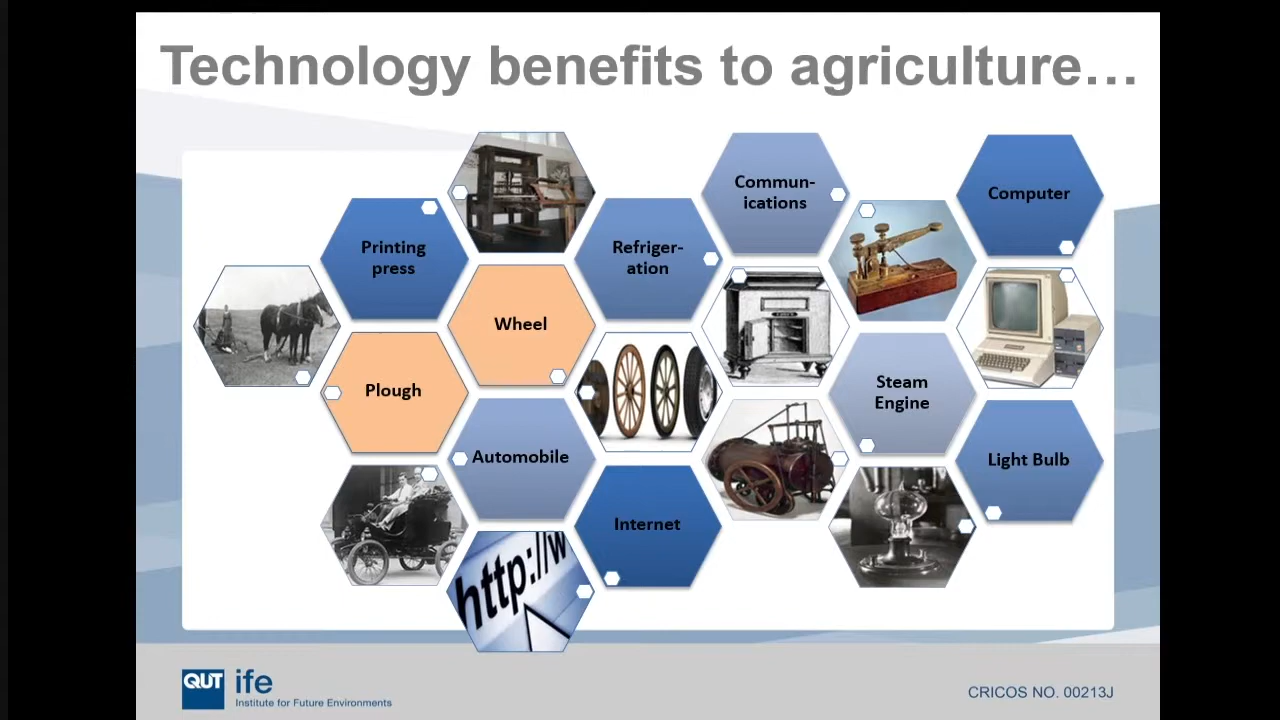 Technology benefits to agriculture…
Commun-
ications
Computer
Printing
press
Refriger-
ation
Wheel
Plough
Steam
Engine
Automobile
Light Bulb
Internet
http://w
QUT
ife
Institute for Future Environments
CRICOS NO. 00213J